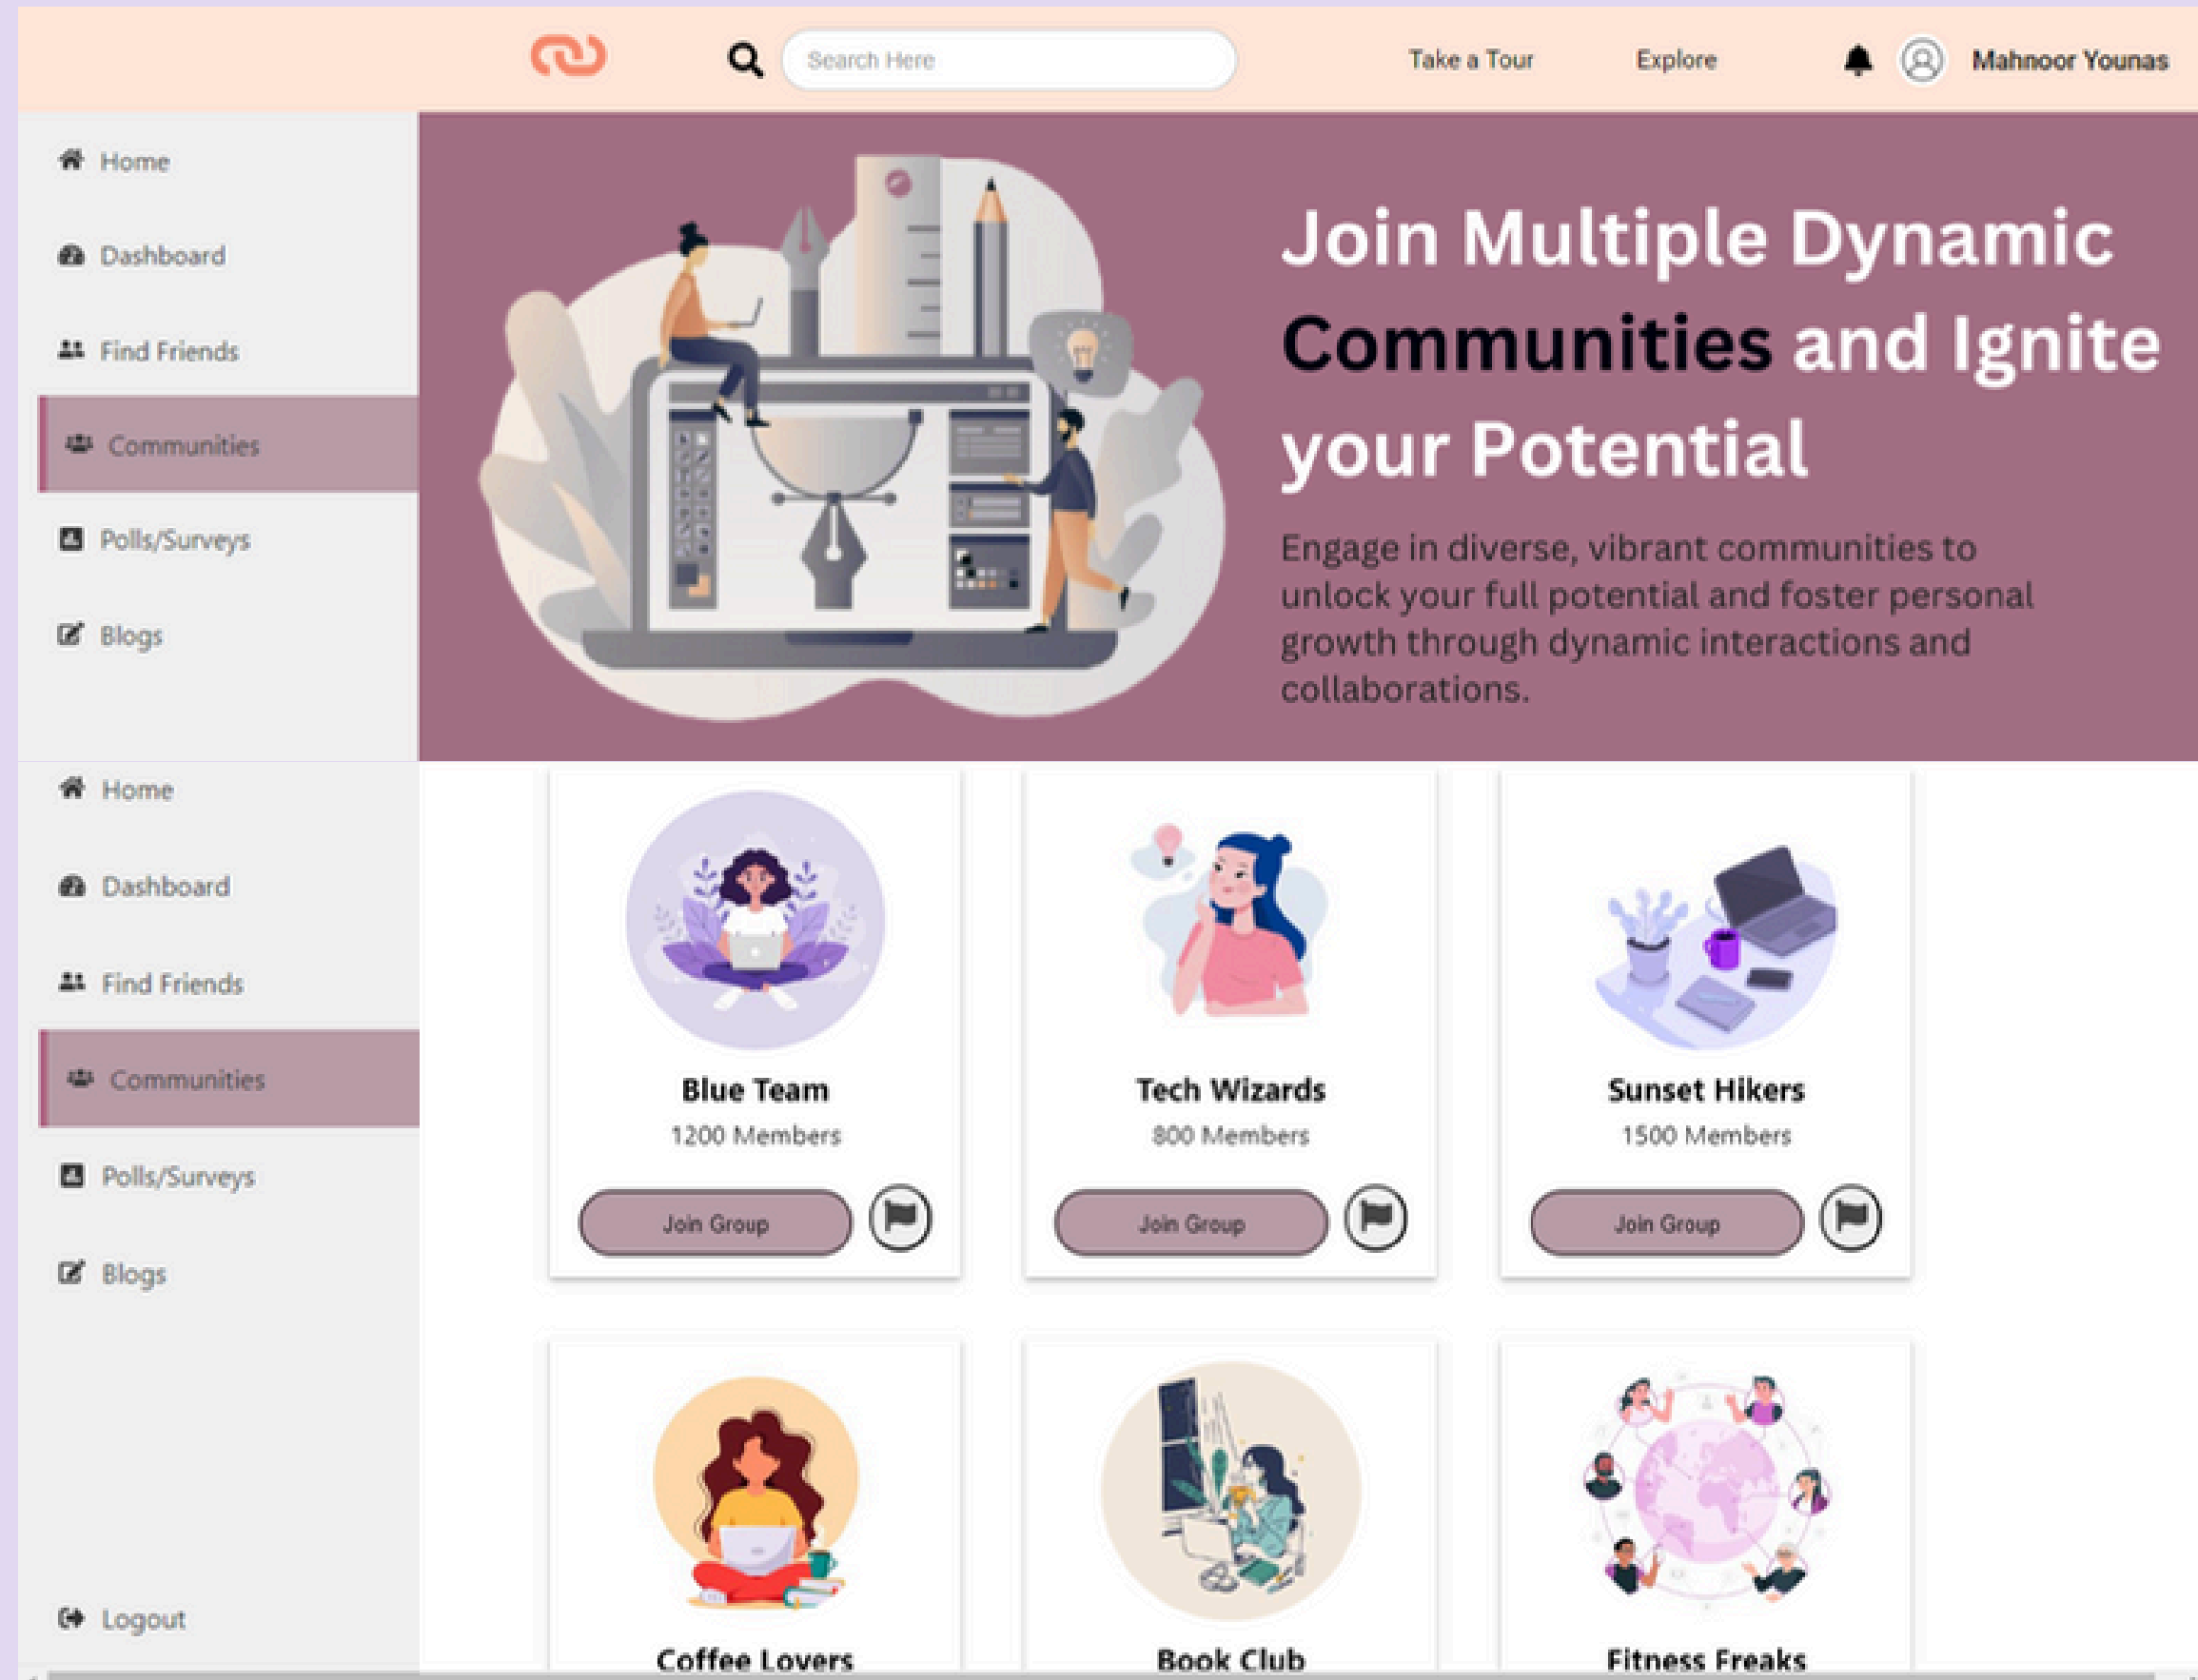 Search Here
Take a Tour
Explore
Mahnoor Younas
Home
Dashboard
Find Friends
Communities
Polls/Surveys
Blogs
Join Multiple Dynamic
Communities and Ignite
your Potential
Engage in diverse, vibrant communities to
unlock your full potential and foster personal
growth through dynamic interactions and
collaborations.
Home
Dashboard
Find Friends
Communities
Polls/Surveys
Blogs
Logout
Blue Team
1200 Members
Join Group
Tech Wizards
800 Members
Join Group
Sunset Hikers
1500 Members
Join Group
Coffee Lovers
Book Club
Fitness Freaks